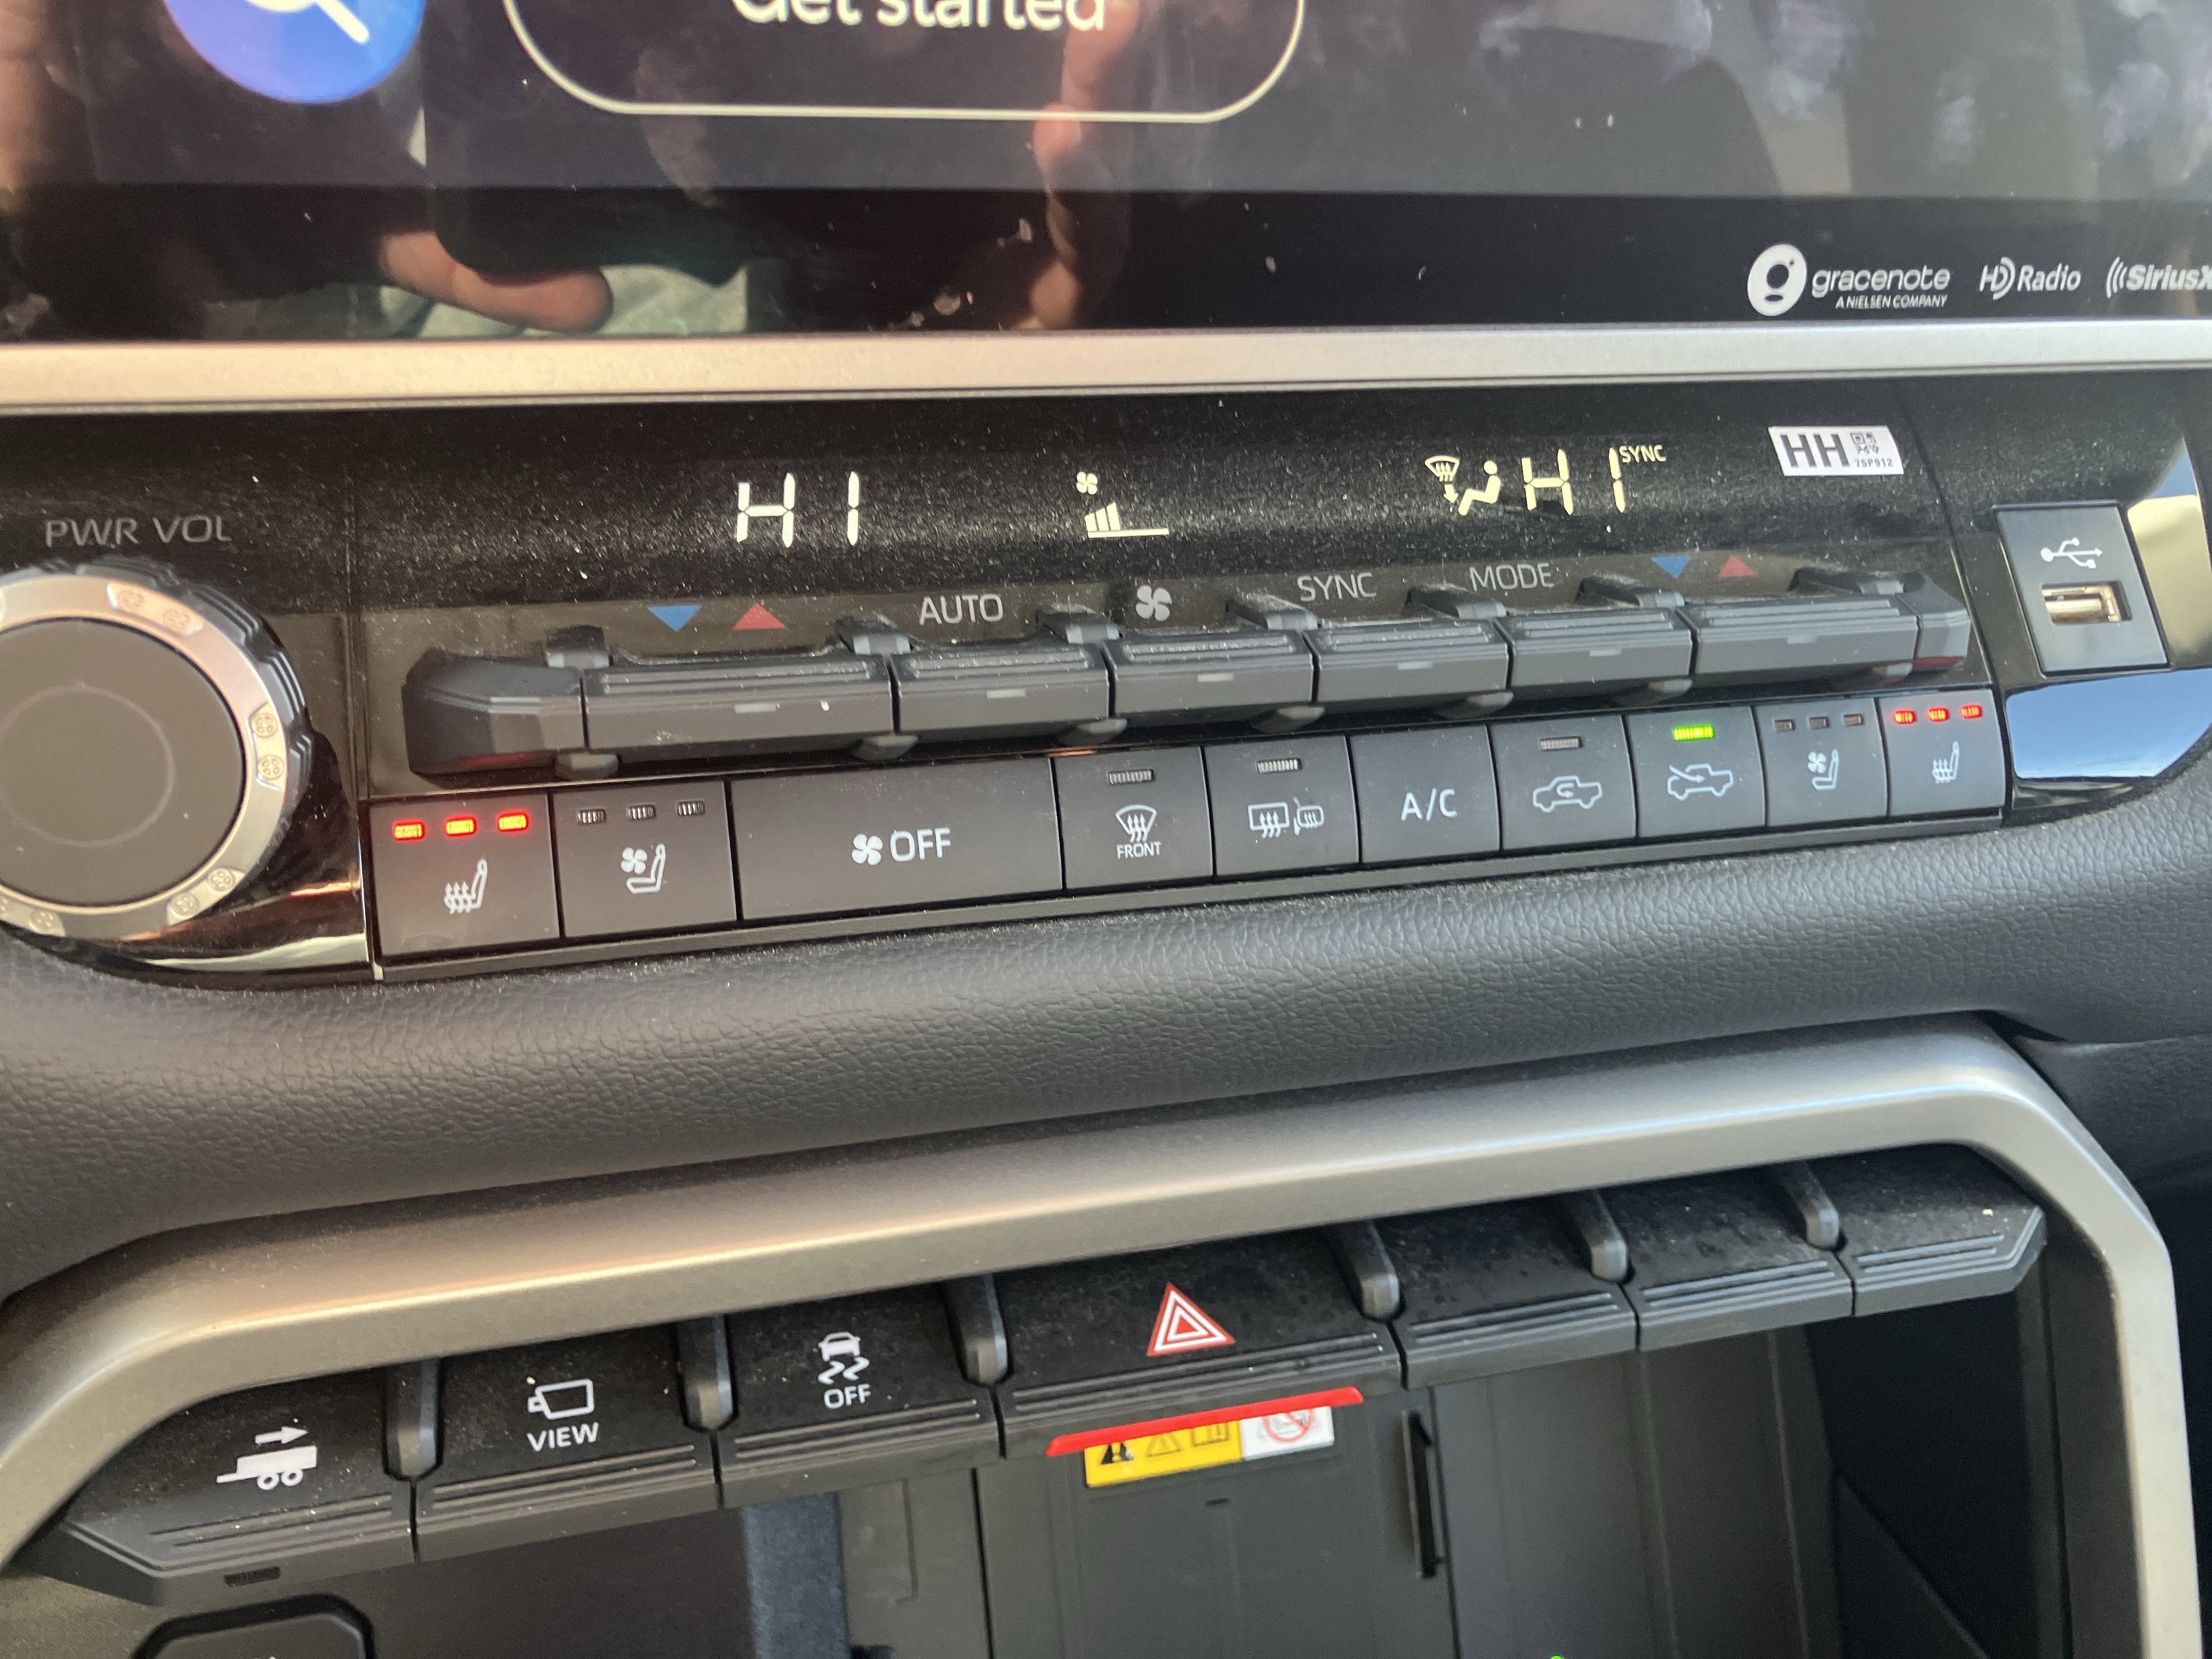 Get started
gracenote
A NIELSEN COMPANY
HD Radio
SiriusX
PWR VOL
HI
HI
SYNC
HH
75P912
AUTO
SYNC
MODE
OFF
FRONT
A/C
VIEW
OFF